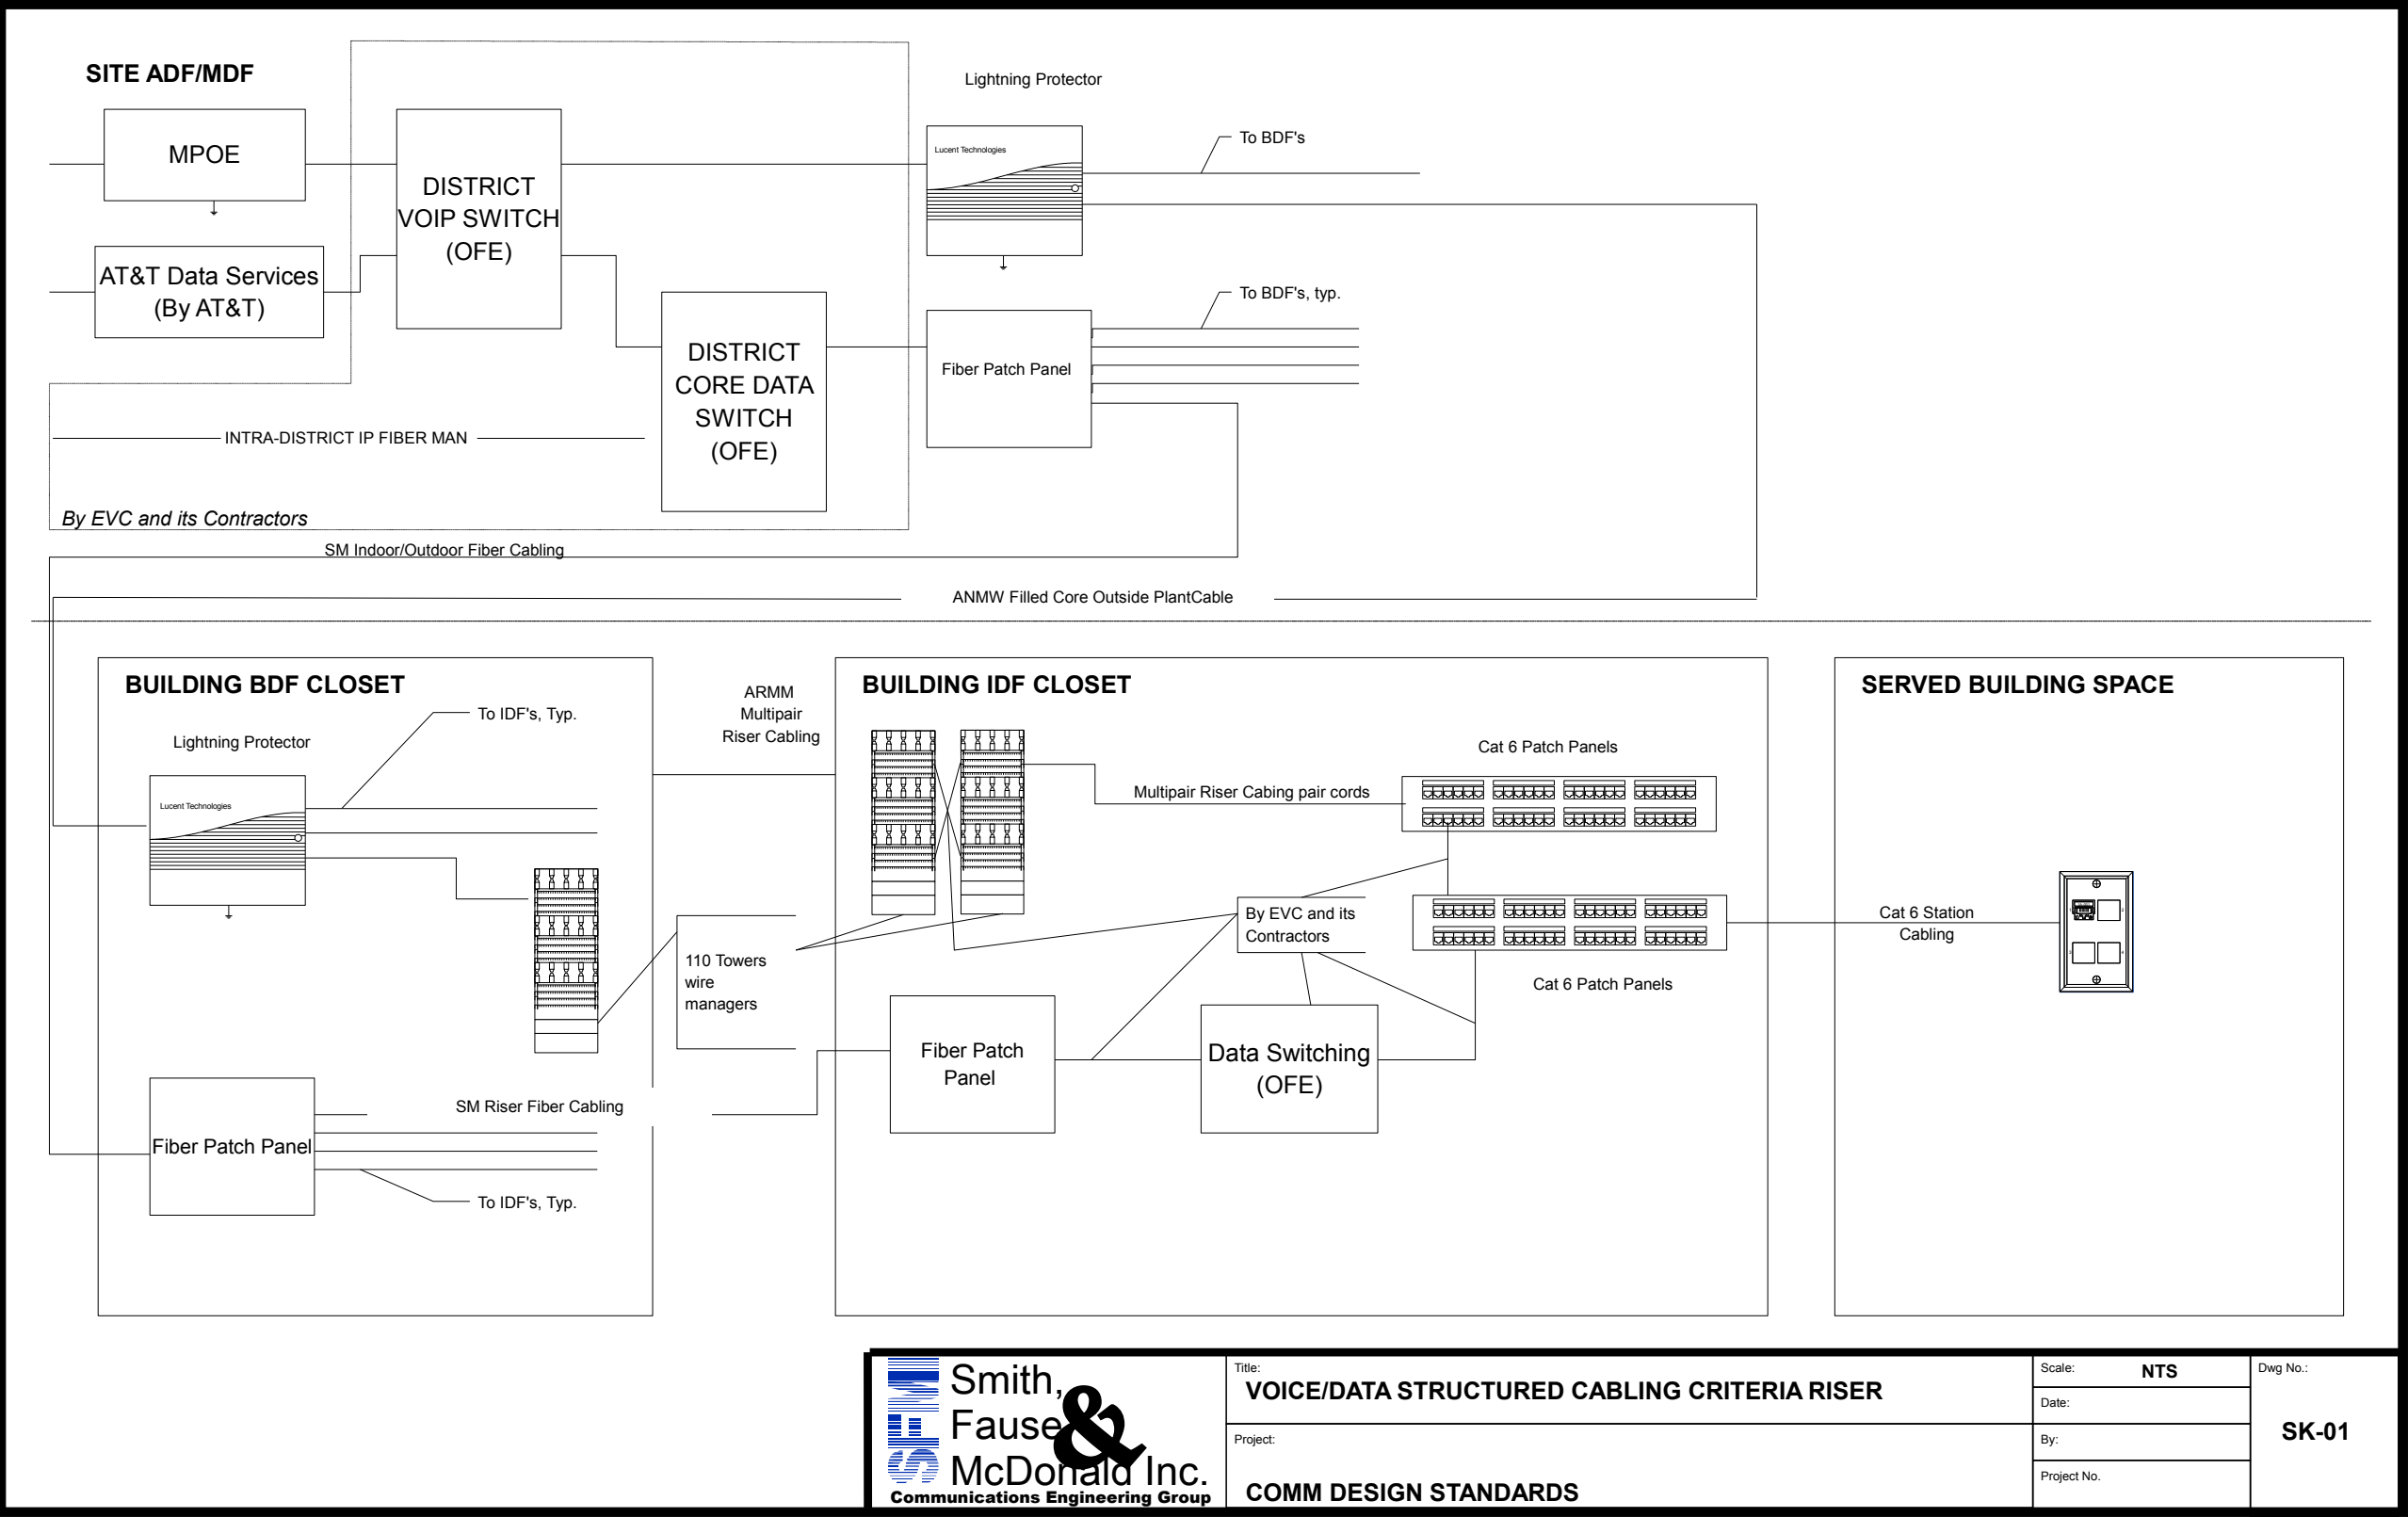 SITE ADF/MDF
MPOE
AT&T Data Services
(By AT&T)
DISTRICT
VOIP SWITCH
(OFE)
DISTRICT
CORE DATA
SWITCH
(OFE)
INTRA-DISTRICT IP FIBER MAN
By EVC and its Contractors
Lightning Protector
Lucent Technologies
To BDF's
To BDF's, typ.
Fiber Patch Panel
SM Indoor/Outdoor Fiber Cabling
ANMW Filled Core Outside PlantCable
BUILDING BDF CLOSET
To IDF's, Typ.
Lightning Protector
Lucent Technologies
Fiber Patch Panel
SM Riser Fiber Cabling
To IDF's, Typ.
ARMM
Multipair
Riser Cabling
110 Towers
wire
managers
BUILDING IDF CLOSET
Cat 6 Patch Panels
Multipair Riser Cabing pair cords
By EVC and its
Contractors
Cat 6 Patch Panels
Fiber Patch
Panel
Data Switching
(OFE)
SERVED BUILDING SPACE
Cat 6 Station
Cabling
SFMI
Smith,
Fause &
McDonald Inc.
Communications Engineering Group
Title:
VOICE/DATA STRUCTURED CABLING CRITERIA RISER
Project:
COMM DESIGN STANDARDS
Scale: NTS
Date:
By:
Project No.
Dwg No.:
SK-01